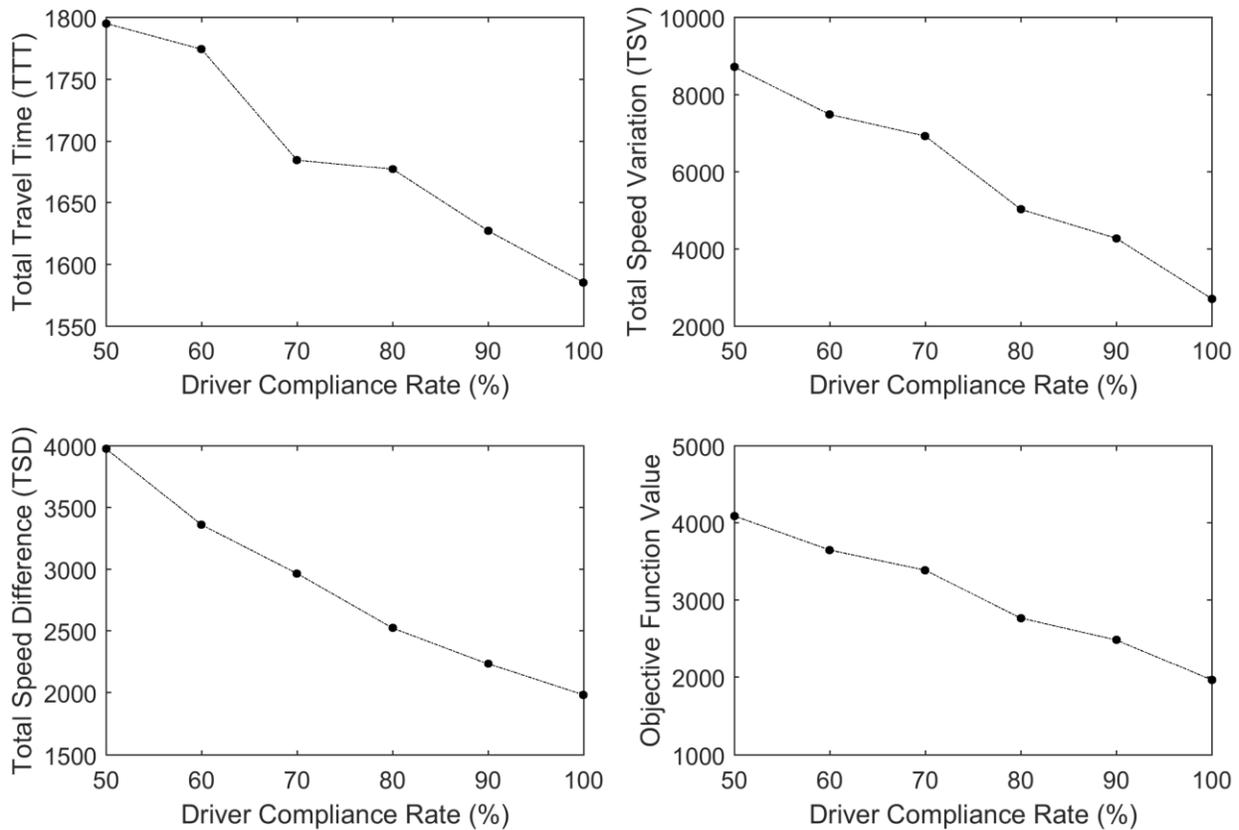 Total Travel Time (TTT)
1800
1750
1700
1650
1600
1550
50 60 70 80 90 100
Driver Compliance Rate (%)
Total Speed Variation (TSV)
10000
8000
6000
4000
2000
50 60 70 80 90 100
Driver Compliance Rate (%)
Total Speed Difference (TSD)
4000
3500
3000
2500
2000
1500
50 60 70 80 90 100
Driver Compliance Rate (%)
Objective Function Value
5000
4000
3000
2000
1000
50 60 70 80 90 100
Driver Compliance Rate (%)